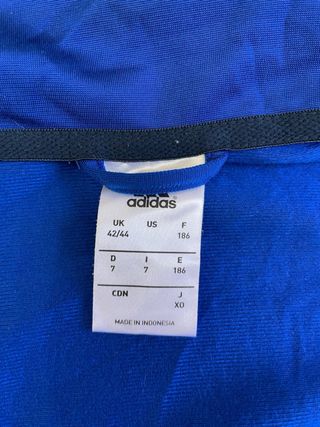 adidas
UK US F
42/44 186
D I E
7 7 186
CDN J
XO
MADE IN INDONESIA